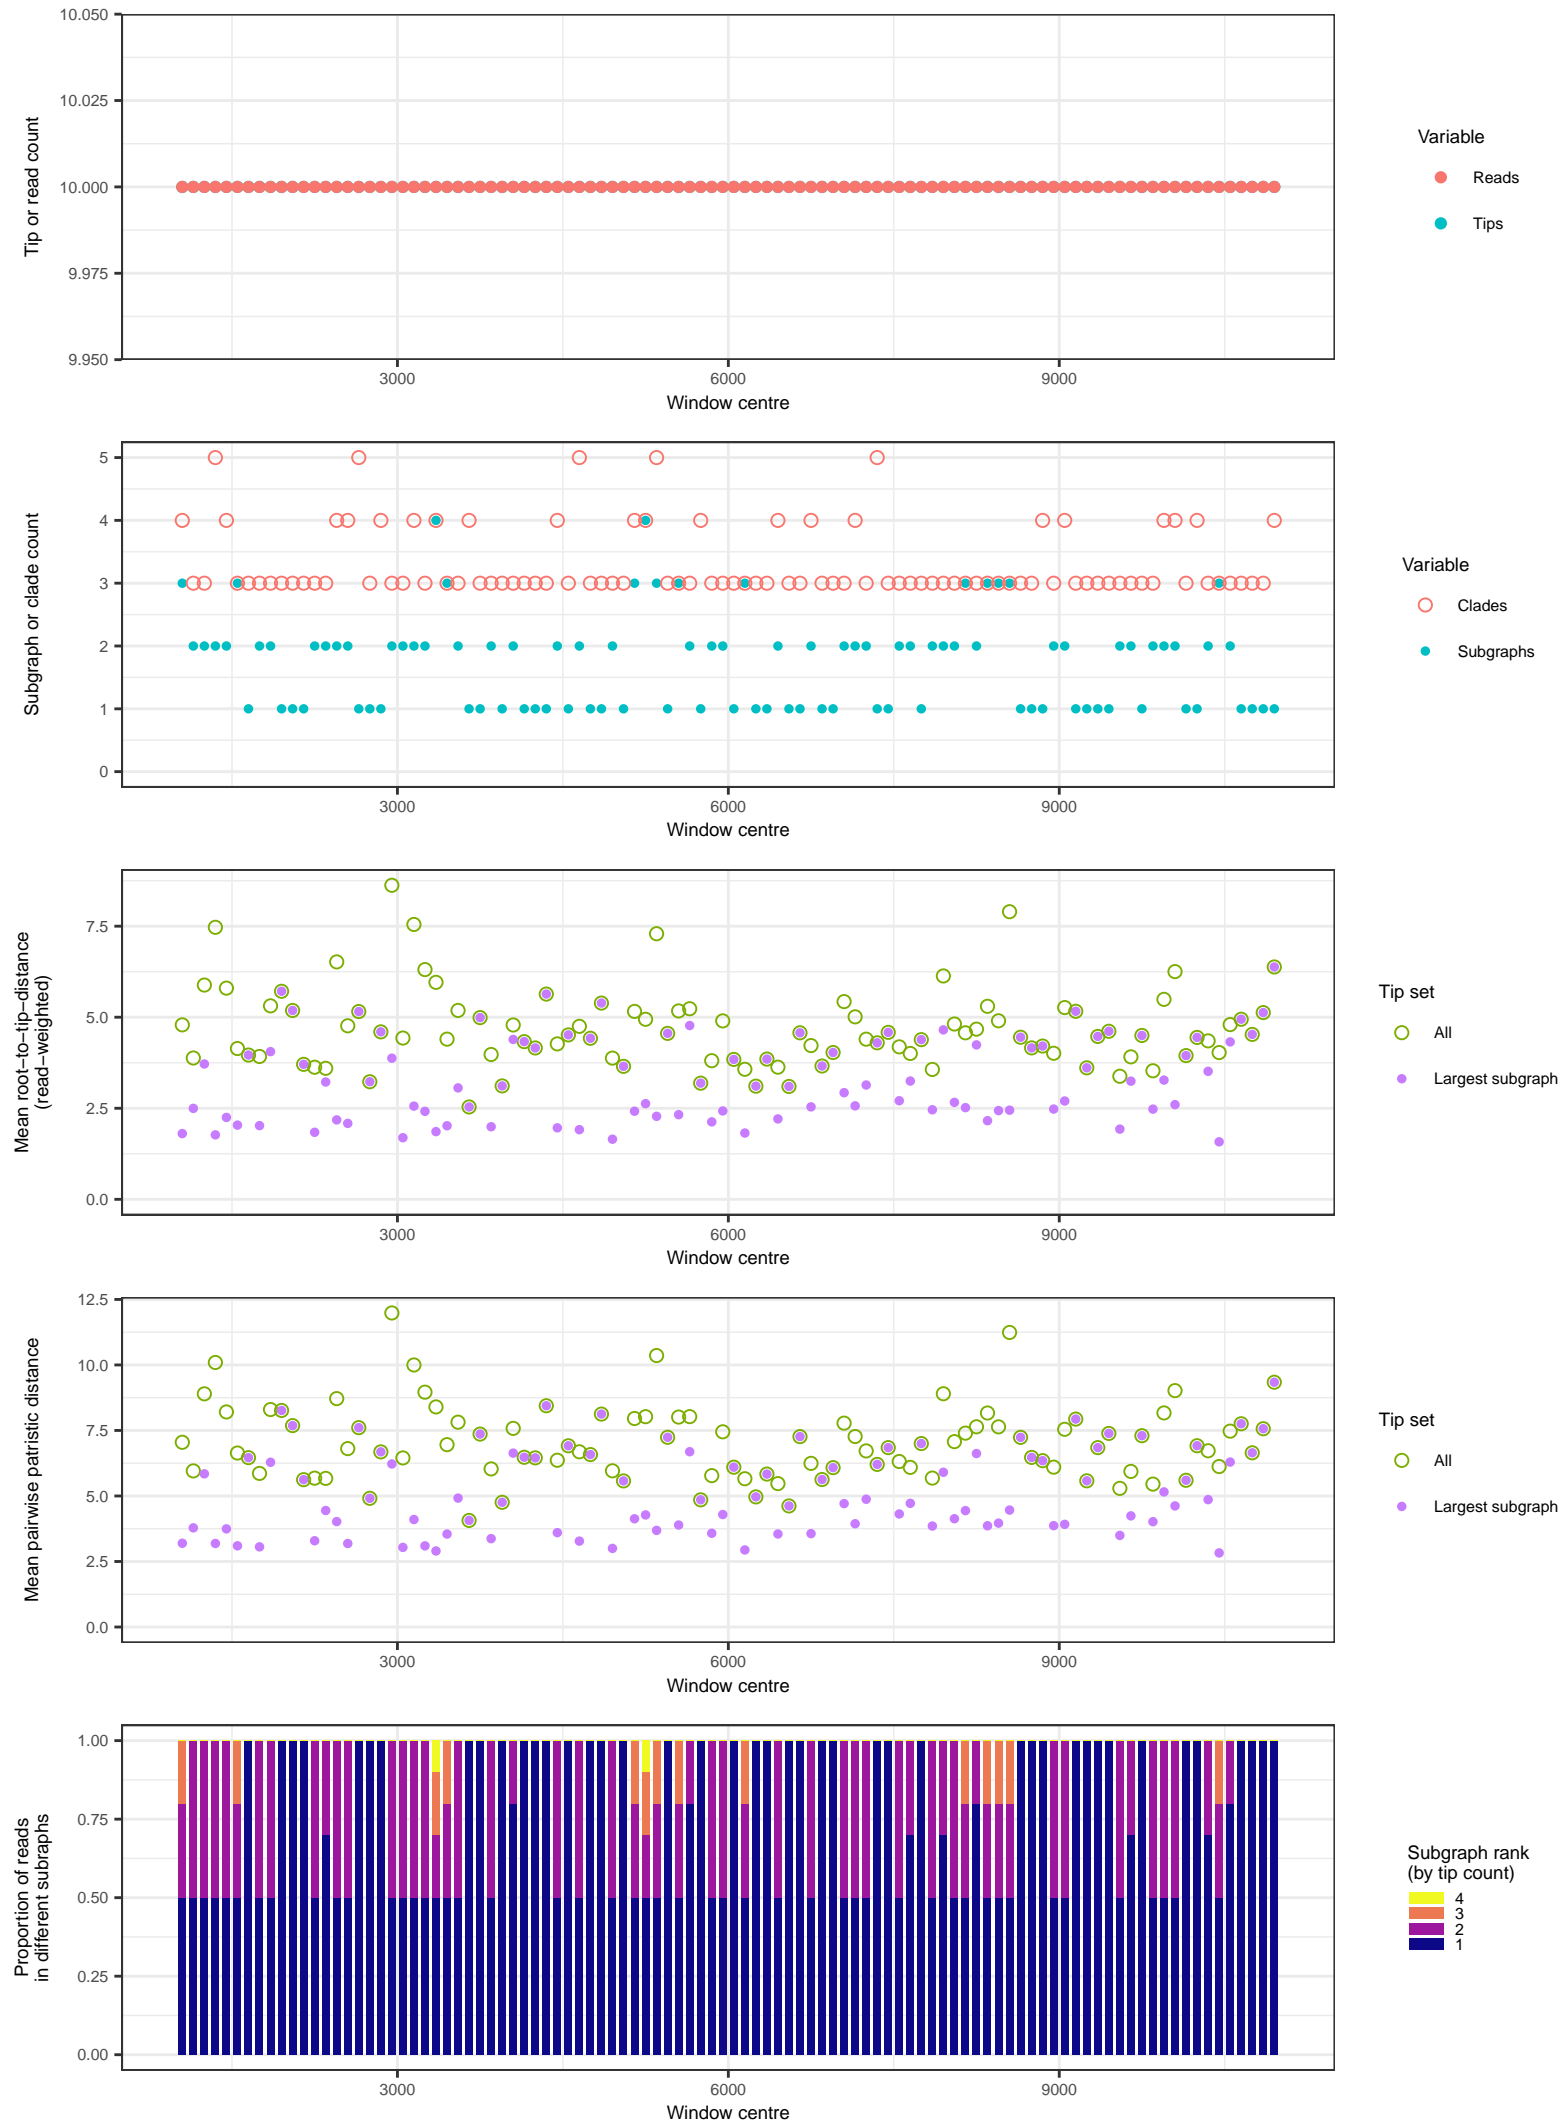 10.050
10.025
10.000
9.975
9.950
Tip or read count
3000
6000
9000
Window centre
Variable
Reads
Tips
5
4
3
2
1
0
Subgraph or clade count
3000
6000
9000
Window centre
Variable
Clades
Subgraphs
7.5
5.0
2.5
0.0
Mean root−to−tip−distance
(read−weighted)
3000
6000
9000
Window centre
Tip set
All
Largest subgraph
12.5
10.0
7.5
5.0
2.5
0.0
Mean pairwise patristic distance
3000
6000
9000
Window centre
Tip set
All
Largest subgraph
1.00
0.75
0.50
0.25
0.00
Proportion of reads
in different subraphs
3000
6000
9000
Window centre
Subgraph rank
(by tip count)
4
3
2
1